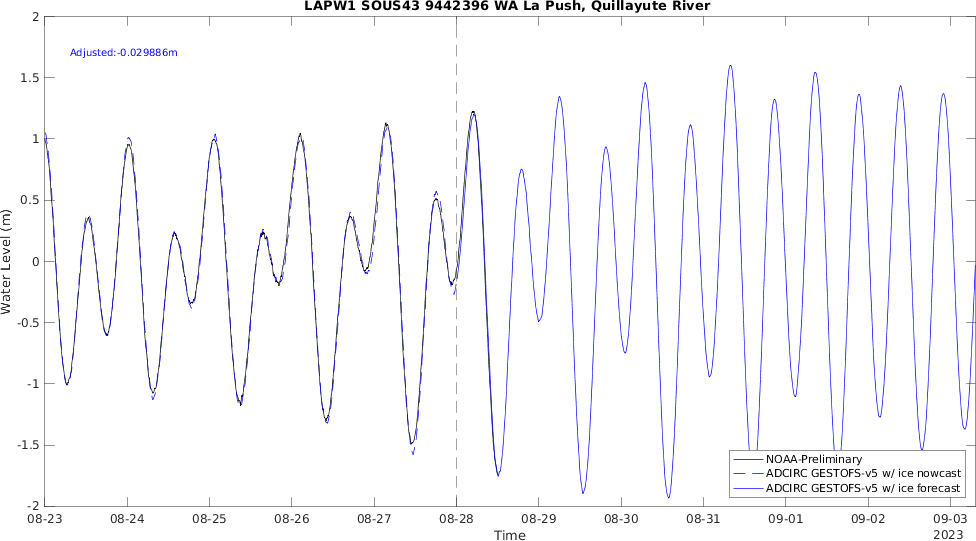 LAPW1 SOUS43 9442396 WA La Push, Quillayute River
Adjusted:-0.029886m
Water Level (m)
2
1.5
1
0.5
0
-0.5
-1
-1.5
-2
NOAA-Preliminary
ADCIRC GESTOFS-v5 w/ ice nowcast
ADCIRC GESTOFS-v5 w/ ice forecast
08-23 08-24 08-25 08-26 08-27 08-28 08-29 08-30 08-31 09-01 09-02 09-03
Time
2023